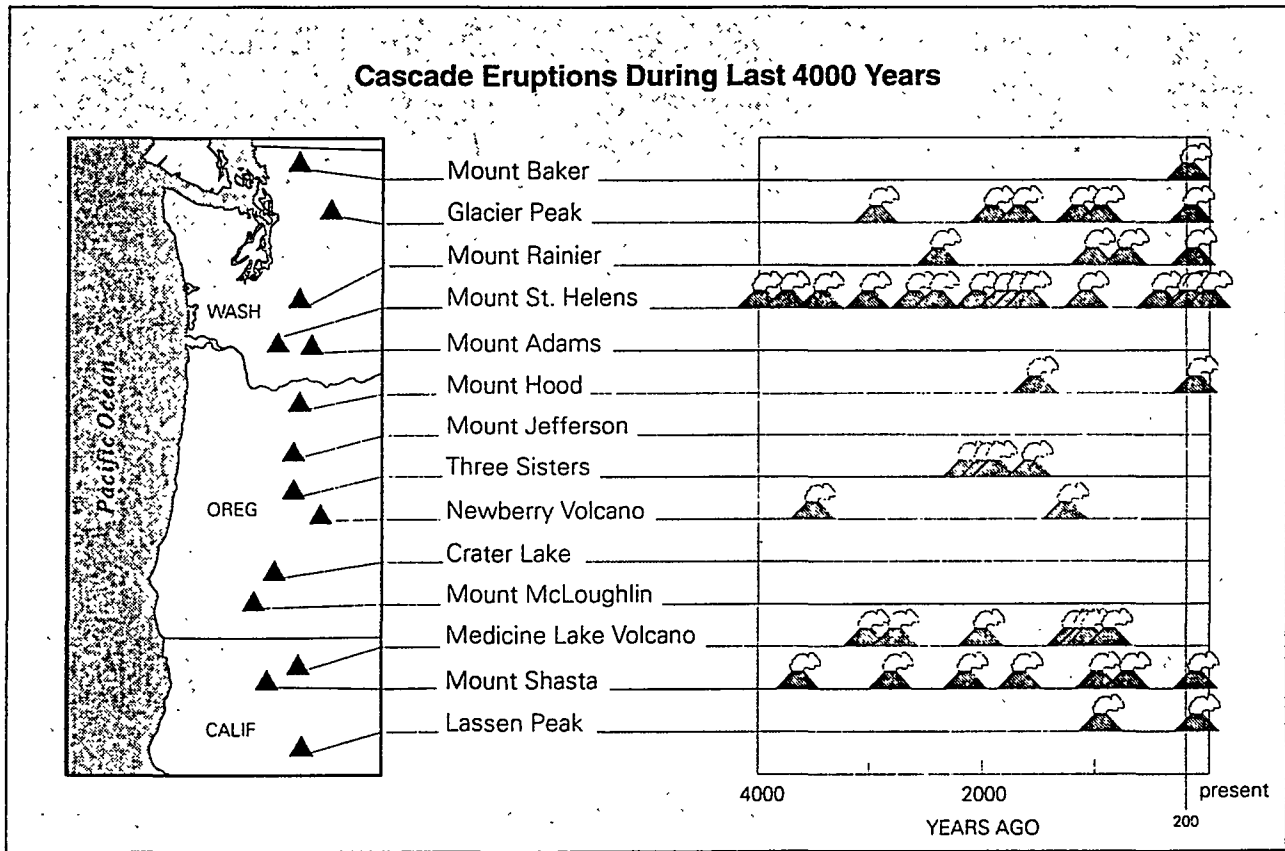 Cascade Eruptions During Last 4000 Years
Pacific Ocean
WASH
OREG
CALIF
Mount Baker
Glacier Peak
Mount Rainier
Mount St. Helens
Mount Adams
Mount Hood
Mount Jefferson
Three Sisters
Newberry Volcano
Crater Lake
Mount McLoughlin
Medicine Lake Volcano
Mount Shasta
Lassen Peak
4000 2000 200 present
YEARS AGO